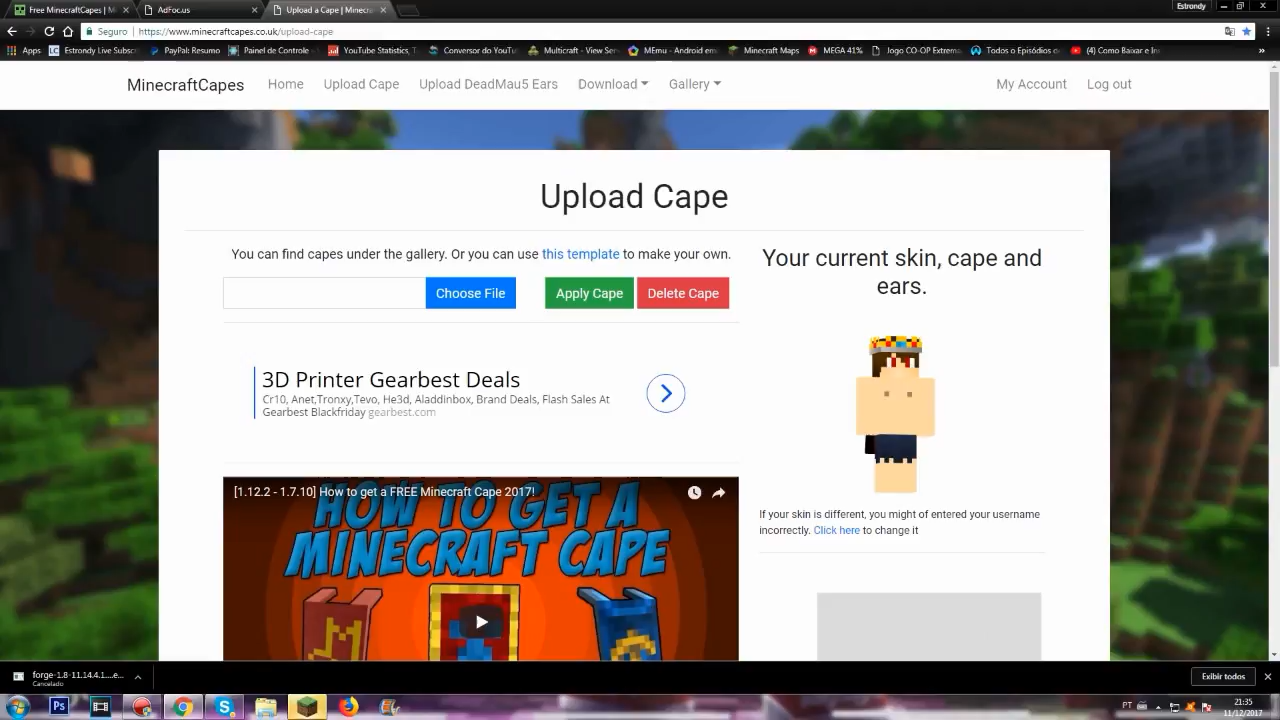 Free MinecraftCapes | M
AdFoc.us
Upload a Cape | Minecr
Estrondy
Seguro
https://www.minecraftcapes.co.uk/upload-cape
Apps
Estrondy Live Subscri
PayPal: Resumo
Painel de Controle
YouTube Statistics, T
Conversor do YouTu
Multicraft - View Serv
MEmu - Android em
Minecraft Maps
MEGA 41%
Jogo CO-OP Extrema
Todos o Episódios o
(4) Como Baixar e In
»
MinecraftCapes
Home
Upload Cape
Upload DeadMau5 Ears
Download
Gallery
My Account
Log out
Upload Cape
You can find capes under the gallery. Or you can use this template to make your own.
Choose File
Apply Cape
Delete Cape
Your current skin, cape and
ears.
3D Printer Gearbest Deals
Cr10, Anet,Tronxy,Tevo, He3d, Aladdinbox, Brand Deals, Flash Sales At
Gearbest Blackfriday gearbest.com
If your skin is different, you might of entered your username
incorrectly. Click here to change it
[1.12.2 - 1.7.10] How to get a FREE Minecraft Cape 2017!
HOW TO GET A
MINECRAFT CAPE
forge-1.8-11.14.4.1....e...
Cancelado
Exibir todos
Ps
S
PT
21:35
11/12/2017